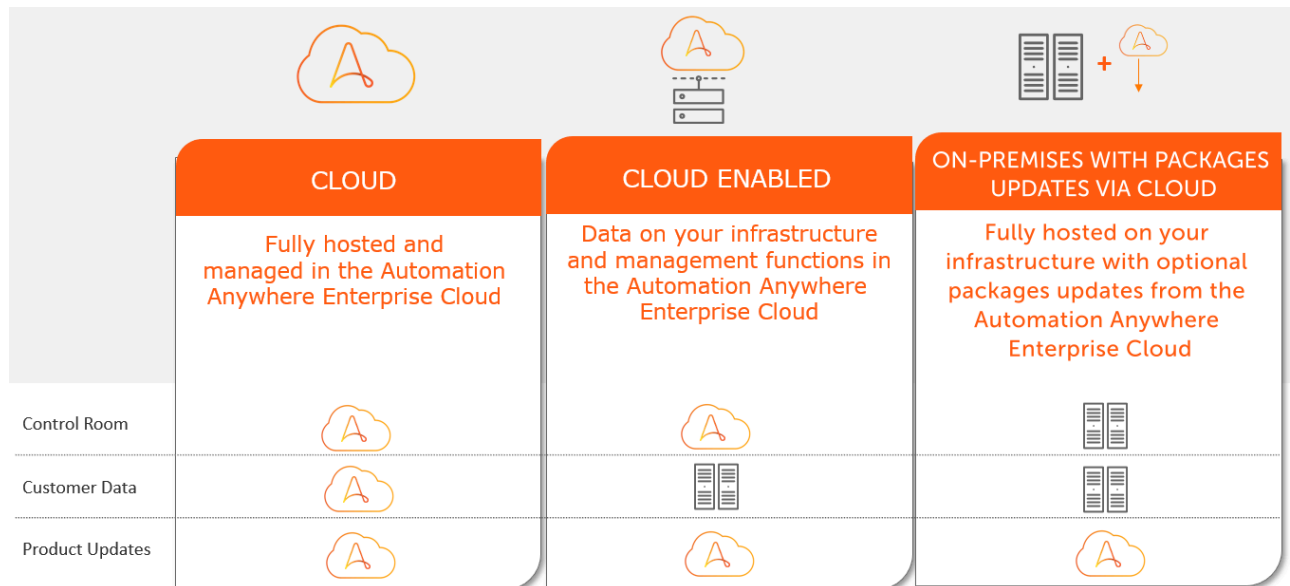 CLOUD
Fully hosted and
managed in the Automation
Anywhere Enterprise Cloud
CLOUD ENABLED
Data on your infrastructure
and management functions in
the Automation Anywhere
Enterprise Cloud
ON-PREMISES WITH PACKAGES
UPDATES VIA CLOUD
Fully hosted on your
infrastructure with optional
packages updates from the
Automation Anywhere
Enterprise Cloud
Control Room
Customer Data
Product Updates